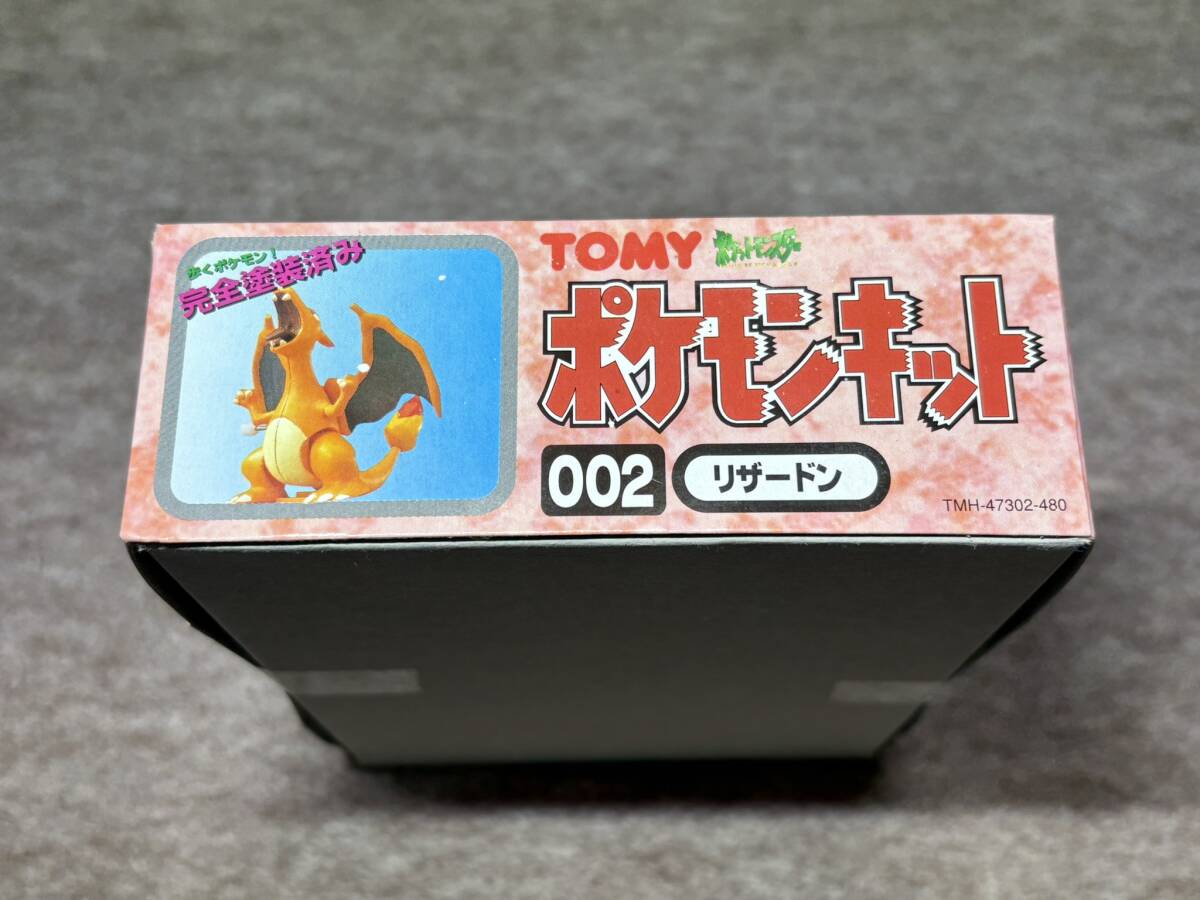 歩くポケモン!
完全塗装済み
TOMY ポケットモンスター
ポケモンキット
002 リザードン
TMH-47302-480